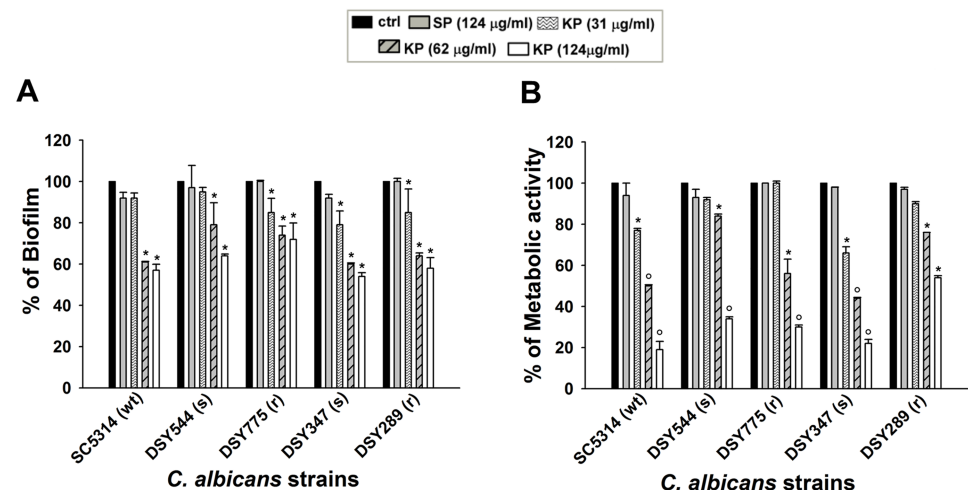 ctrl SP (124 μg/ml) KP (31 μg/ml)
KP (62 μg/ml) KP (124μg/ml)
A
% of Biofilm
120
100
80
60
40
20
0
* * * * * * * * * * * *
SC5314 (wt) DSY544 (s) DSY775 (r) DSY347 (s) DSY289 (r)
C. albicans strains
B
% of Metabolic activity
120
100
80
60
40
20
0
* ° ° * ° * ° * ° ° * *
SC5314 (wt) DSY544 (s) DSY775 (r) DSY347 (s) DSY289 (r)
C. albicans strains